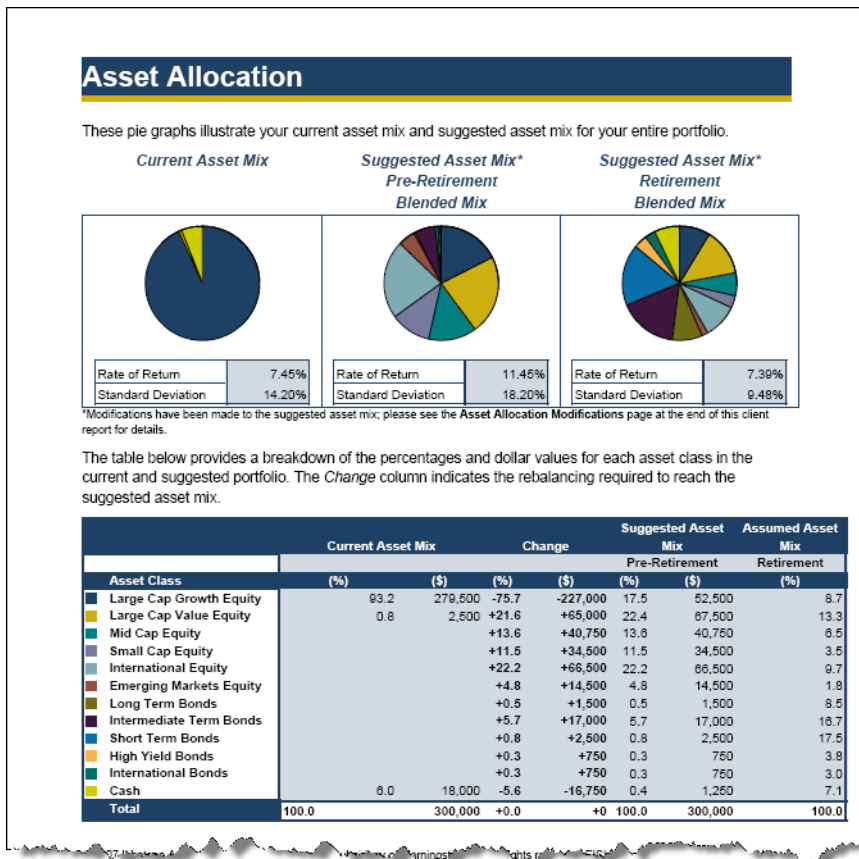 Asset Allocation
These pie graphs illustrate your current asset mix and suggested asset mix for your entire portfolio.
Current Asset Mix
Suggested Asset Mix*
Pre-Retirement
Blended Mix
Suggested Asset Mix*
Retirement
Blended Mix
Rate of Return 7.45%
Standard Deviation 14.20%
Rate of Return 11.45%
Standard Deviation 18.20%
Rate of Return 7.39%
Standard Deviation 9.48%
*Modifications have been made to the suggested asset mix; please see the Asset Allocation Modifications page at the end of this client
report for details.
The table below provides a breakdown of the percentages and dollar values for each asset class in the
current and suggested portfolio. The Change column indicates the rebalancing required to reach the
suggested asset mix.
Current Asset Mix Change Suggested Asset Mix Assumed Asset Mix
Pre-Retirement Retirement
Asset Class (%) ($) (%) ($) (%) ($) (%)
Large Cap Growth Equity 93.2 279,500 -75.7 -227,000 17.5 52,500 8.7
Large Cap Value Equity 0.8 2,500 +21.6 +65,000 22.4 67,500 13.3
Mid Cap Equity +13.6 +40,750 13.6 40,750 6.5
Small Cap Equity +11.5 +34,500 11.5 34,500 3.5
International Equity +22.2 +66,500 22.2 66,500 9.7
Emerging Markets Equity +4.8 +14,500 4.8 14,500 1.8
Long Term Bonds +0.5 +1,500 0.5 1,500 8.5
Intermediate Term Bonds +5.7 +17,000 5.7 17,000 16.7
Short Term Bonds +0.8 +2,500 0.8 2,500 17.5
High Yield Bonds +0.3 +750 0.3 750 3.8
International Bonds +0.3 +750 0.3 750 3.0
Cash 6.0 18,000 -5.6 -16,750 0.4 1,250 7.1
Total 100.0 300,000 +0.0 +0 100.0 300,000 100.0